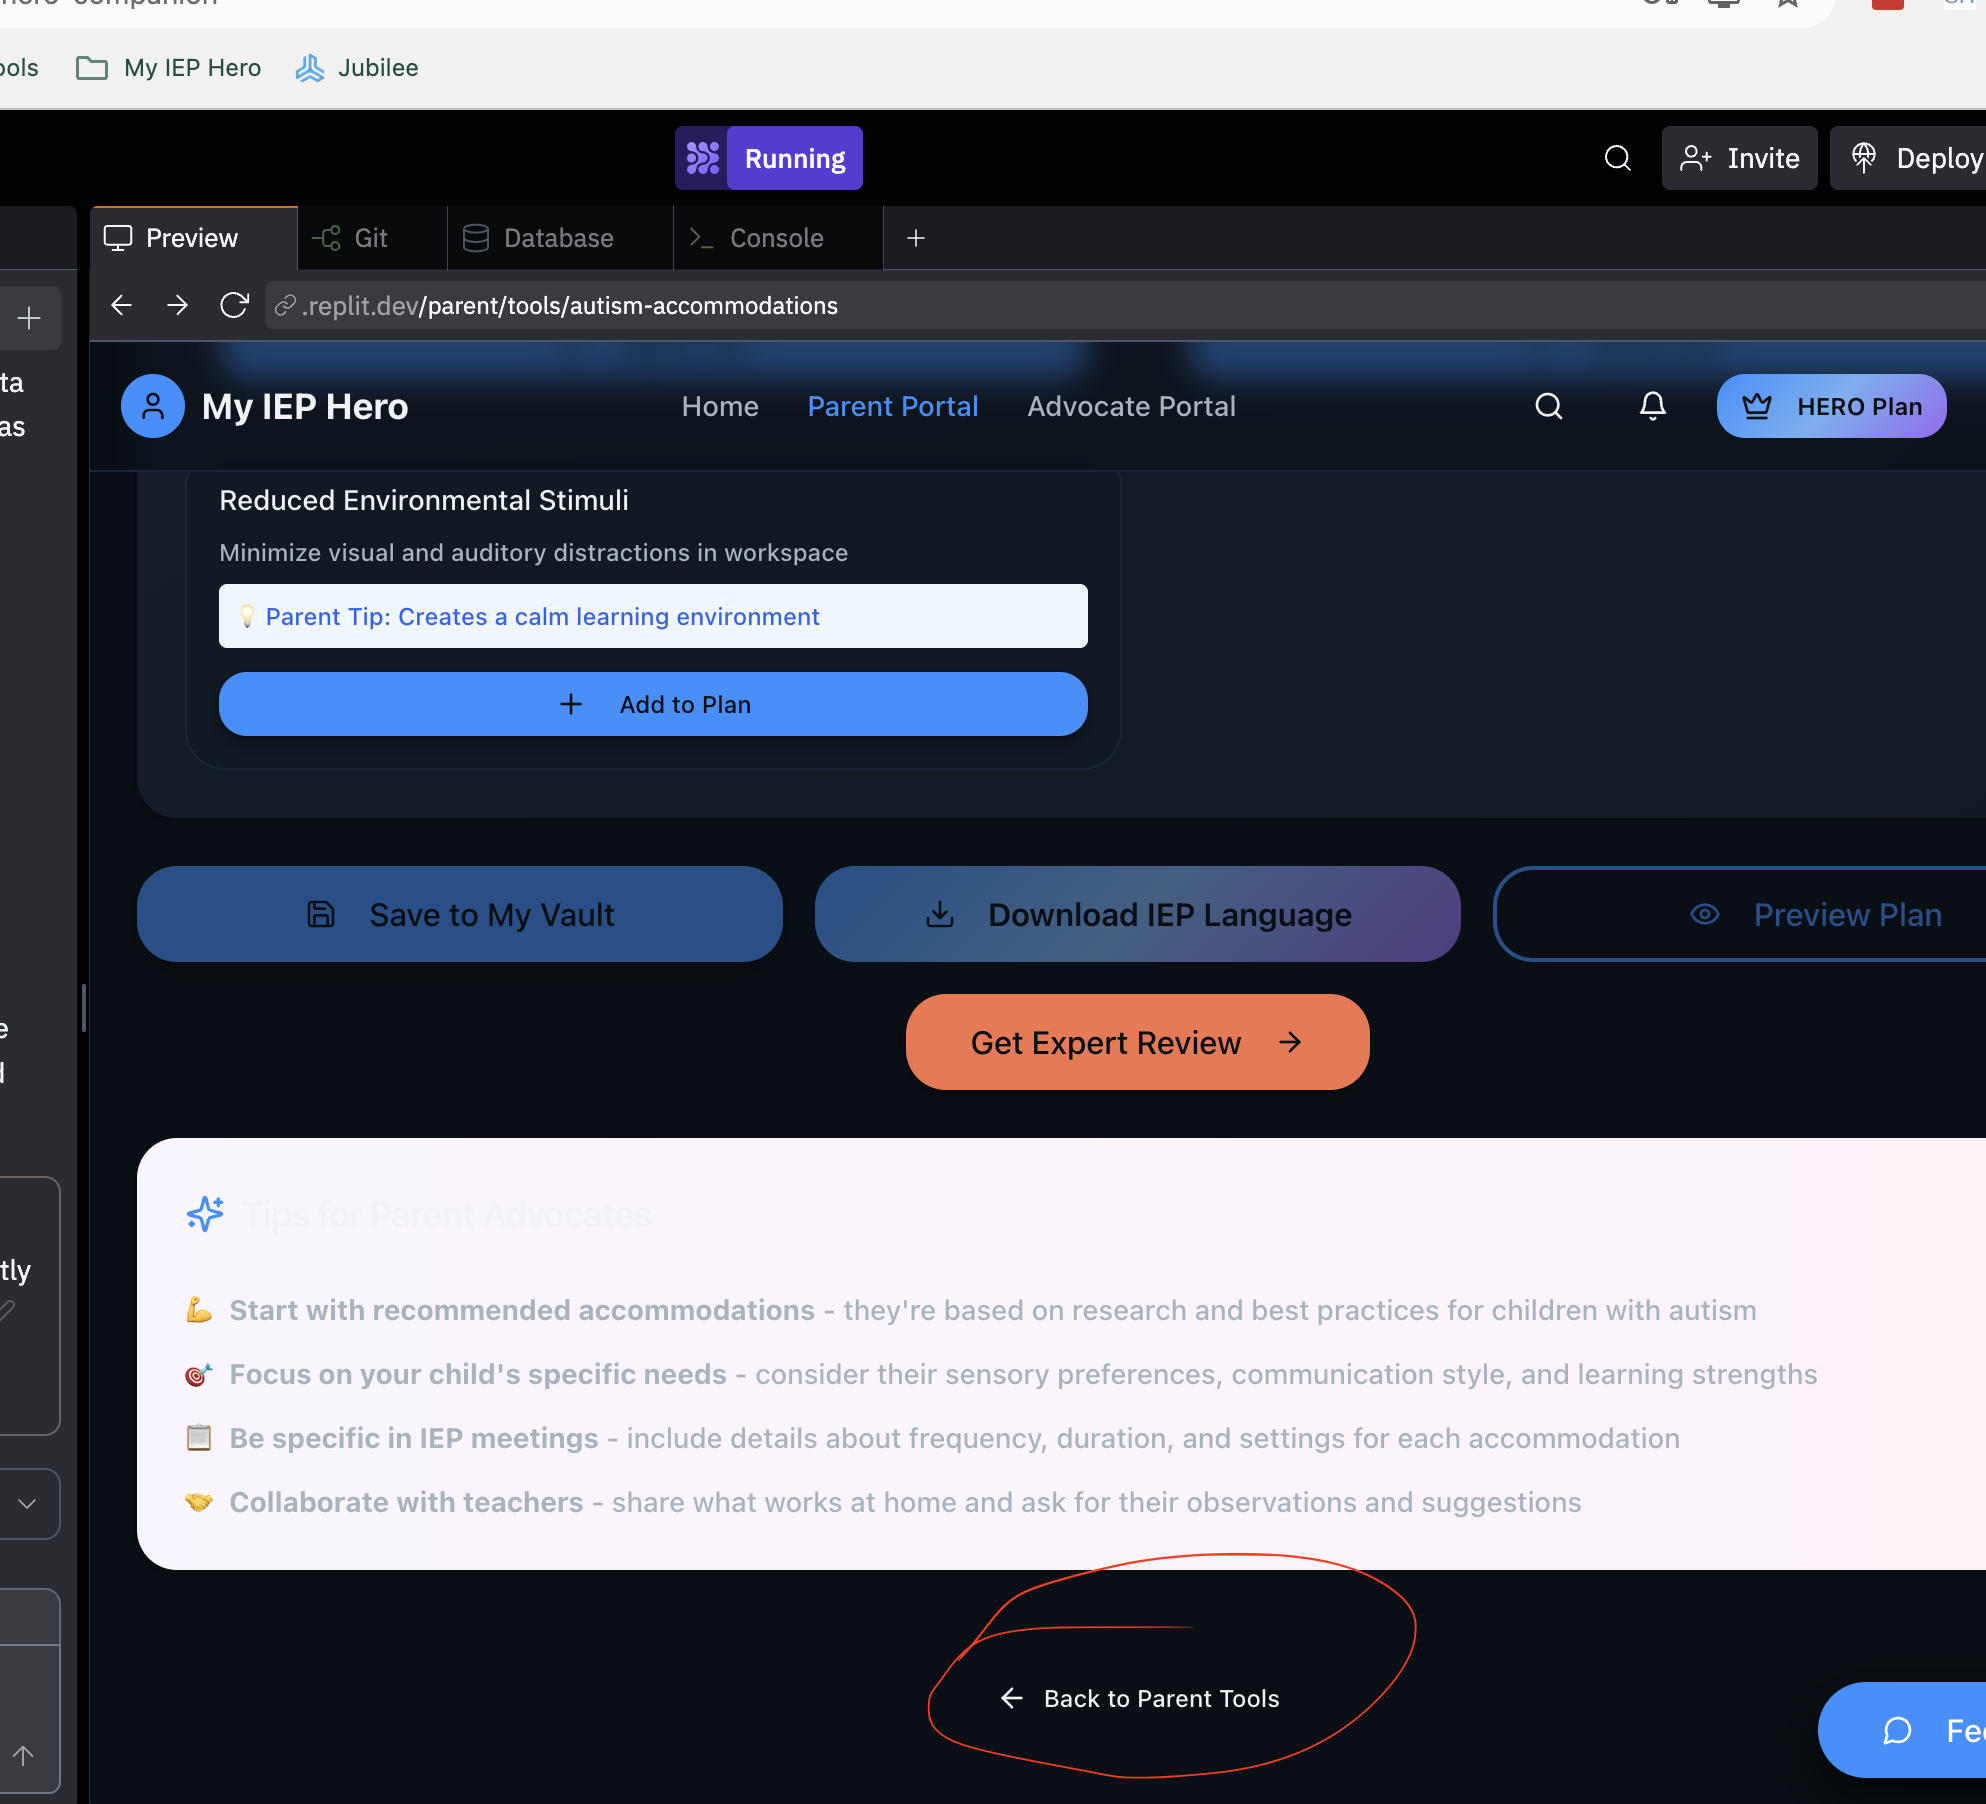 My IEP Hero
Jubilee
Running
Invite
Deploy
Preview
Git
Database
Console
.replit.dev/parent/tools/autism-accommodations
ta
as
My IEP Hero
Home
Parent Portal
Advocate Portal
HERO Plan
Reduced Environmental Stimuli
Minimize visual and auditory distractions in workspace
💡 Parent Tip: Creates a calm learning environment
Add to Plan
Save to My Vault
Download IEP Language
Preview Plan
Get Expert Review →
Tips for Parent Advocates
tly
💪 Start with recommended accommodations - they're based on research and best practices for children with autism
🎯 Focus on your child's specific needs - consider their sensory preferences, communication style, and learning strengths
📋 Be specific in IEP meetings - include details about frequency, duration, and settings for each accommodation
🤝 Collaborate with teachers - share what works at home and ask for their observations and suggestions
← Back to Parent Tools